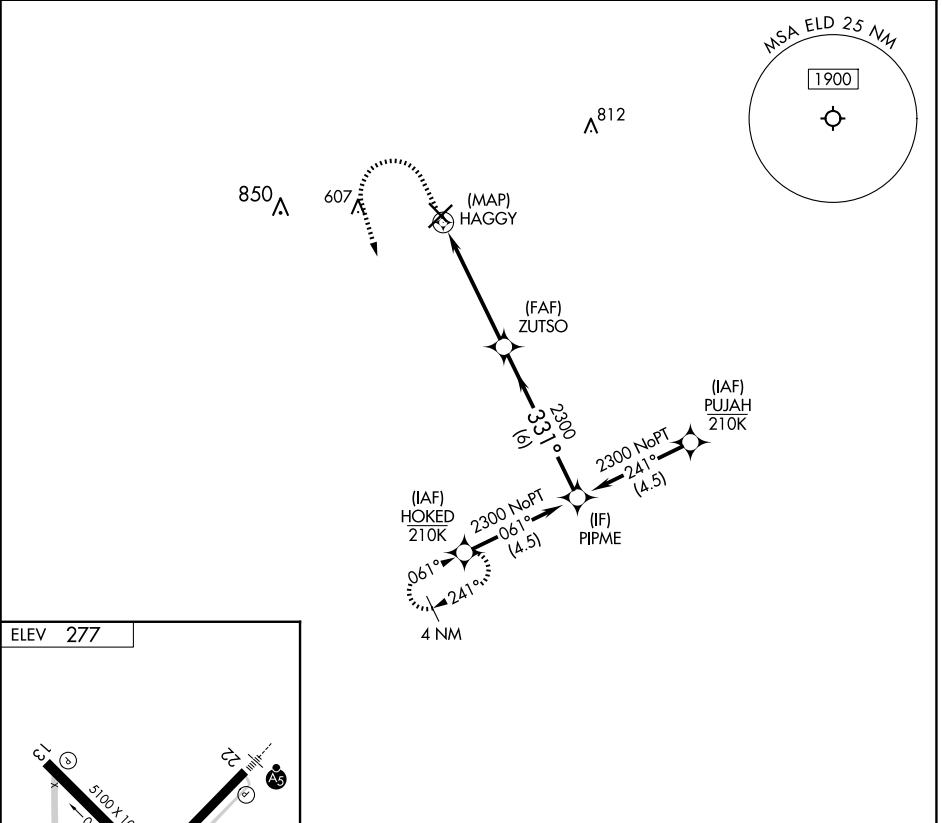 MSA ELD 25 NM
1900
812
850
607
(MAP)
HAGGY
(FAF)
ZUTSO
2300
331°
(6)
(IAF)
PUJAH
210K
2300 NoPT
241°
(4.5)
(IAF)
HOKED
210K
2300 NoPT
061°
(4.5)
(IF)
PIPME
061°
241°
4 NM
ELEV 277
13
P
22
A5
P
x
5100 X